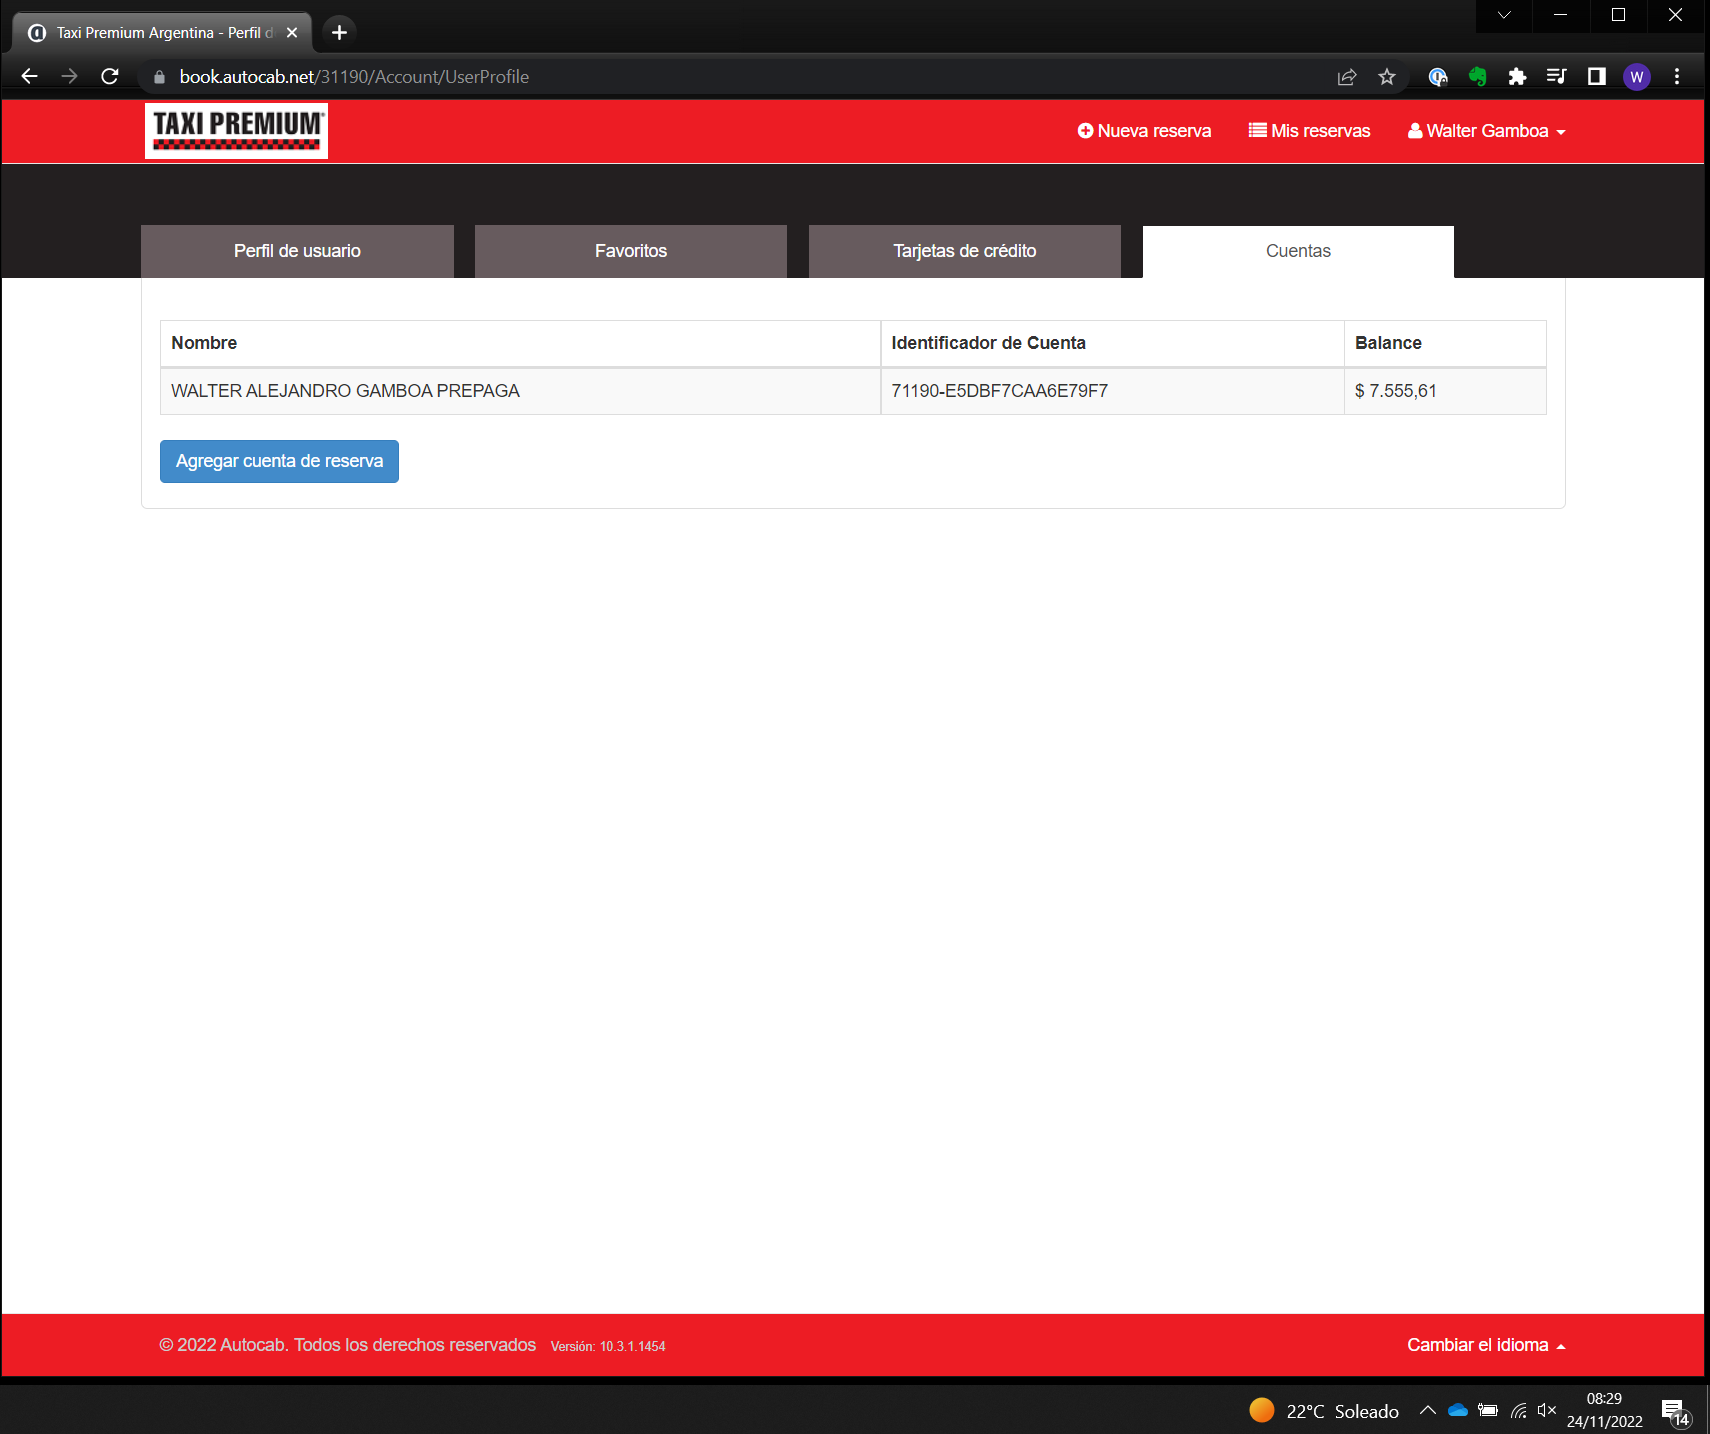 Taxi Premium Argentina - Perfil d
book.autocab.net/31190/Account/UserProfile
W
TAXI PREMIUM
Nueva reserva
Mis reservas
Walter Gamboa
Perfil de usuario
Favoritos
Tarjetas de crédito
Cuentas
Nombre
Identificador de Cuenta
Balance
WALTER ALEJANDRO GAMBOA PREPAGA
71190-E5DBF7CAA6E79F7
$ 7.555,61
Agregar cuenta de reserva
© 2022 Autocab. Todos los derechos reservados
Versión: 10.3.1.1454
Cambiar el idioma
22°C Soleado
08:29
24/11/2022
14